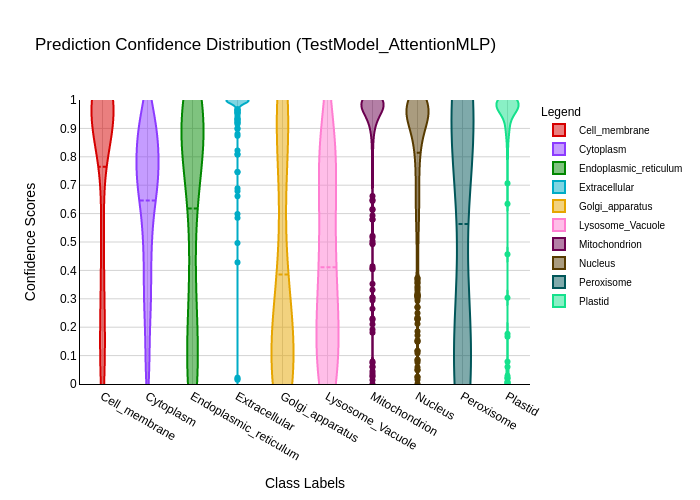 Prediction Confidence Distribution (TestModel_AttentionMLP)
Legend
Cell_membrane
Cytoplasm
Endoplasmic_reticulum
Extracellular
Golgi_apparatus
Lysosome_Vacuole
Mitochondrion
Nucleus
Peroxisome
Plastid
Confidence Scores
1
0.9
0.8
0.7
0.6
0.5
0.4
0.3
0.2
0.1
0
Cell_membrane
Cytoplasm
Endoplasmic_reticulum
Extracellular
Golgi_apparatus
Lysosome_Vacuole
Mitochondrion
Nucleus
Peroxisome
Plastid
Class Labels